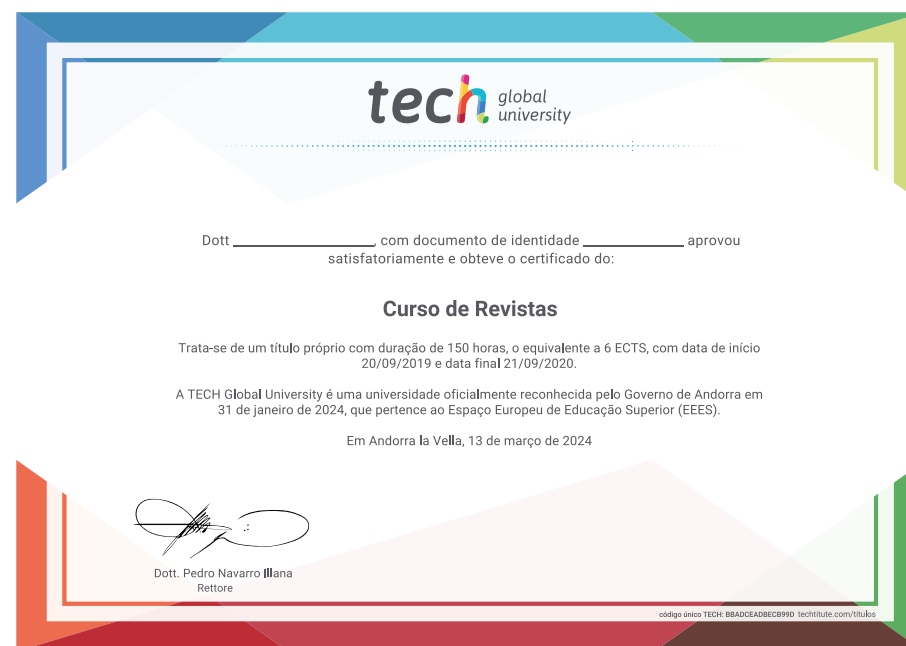 tech global
university
Dott ____________________, com documento de identidade ______________ aprovou
satisfatoriamente e obteve o certificado do:
Curso de Revistas
Trata-se de um título próprio com duração de 150 horas, o equivalente a 6 ECTS, com data de início
20/09/2019 e data final 21/09/2020.
A TECH Global University é uma universidade oficialmente reconhecida pelo Governo de Andorra em
31 de janeiro de 2024, que pertence ao Espaço Europeu de Educação Superior (EEES).
Em Andorra la Vella, 13 de março de 2024
Dott. Pedro Navarro Illana
Rettore
código único TECH: BBADCEADBECB99D techtitute.com/titulos